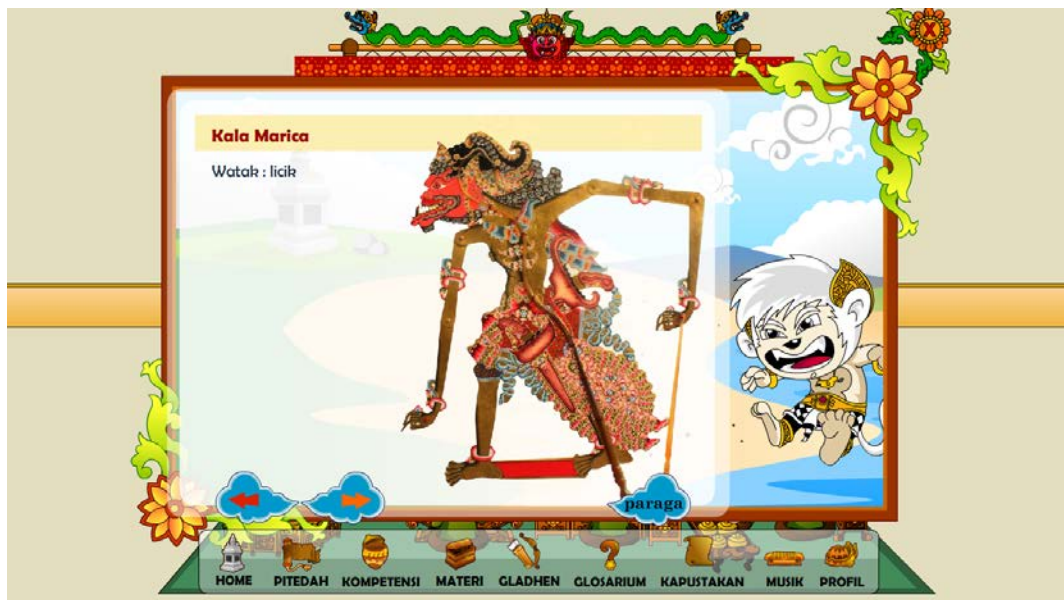 X
Kala Marica
Watak : licik
paraga
HOME PITEDAH KOMPETENSI MATERI GLADHEN GLOSARIUM KAPUSTAKAN MUSIK PROFIL